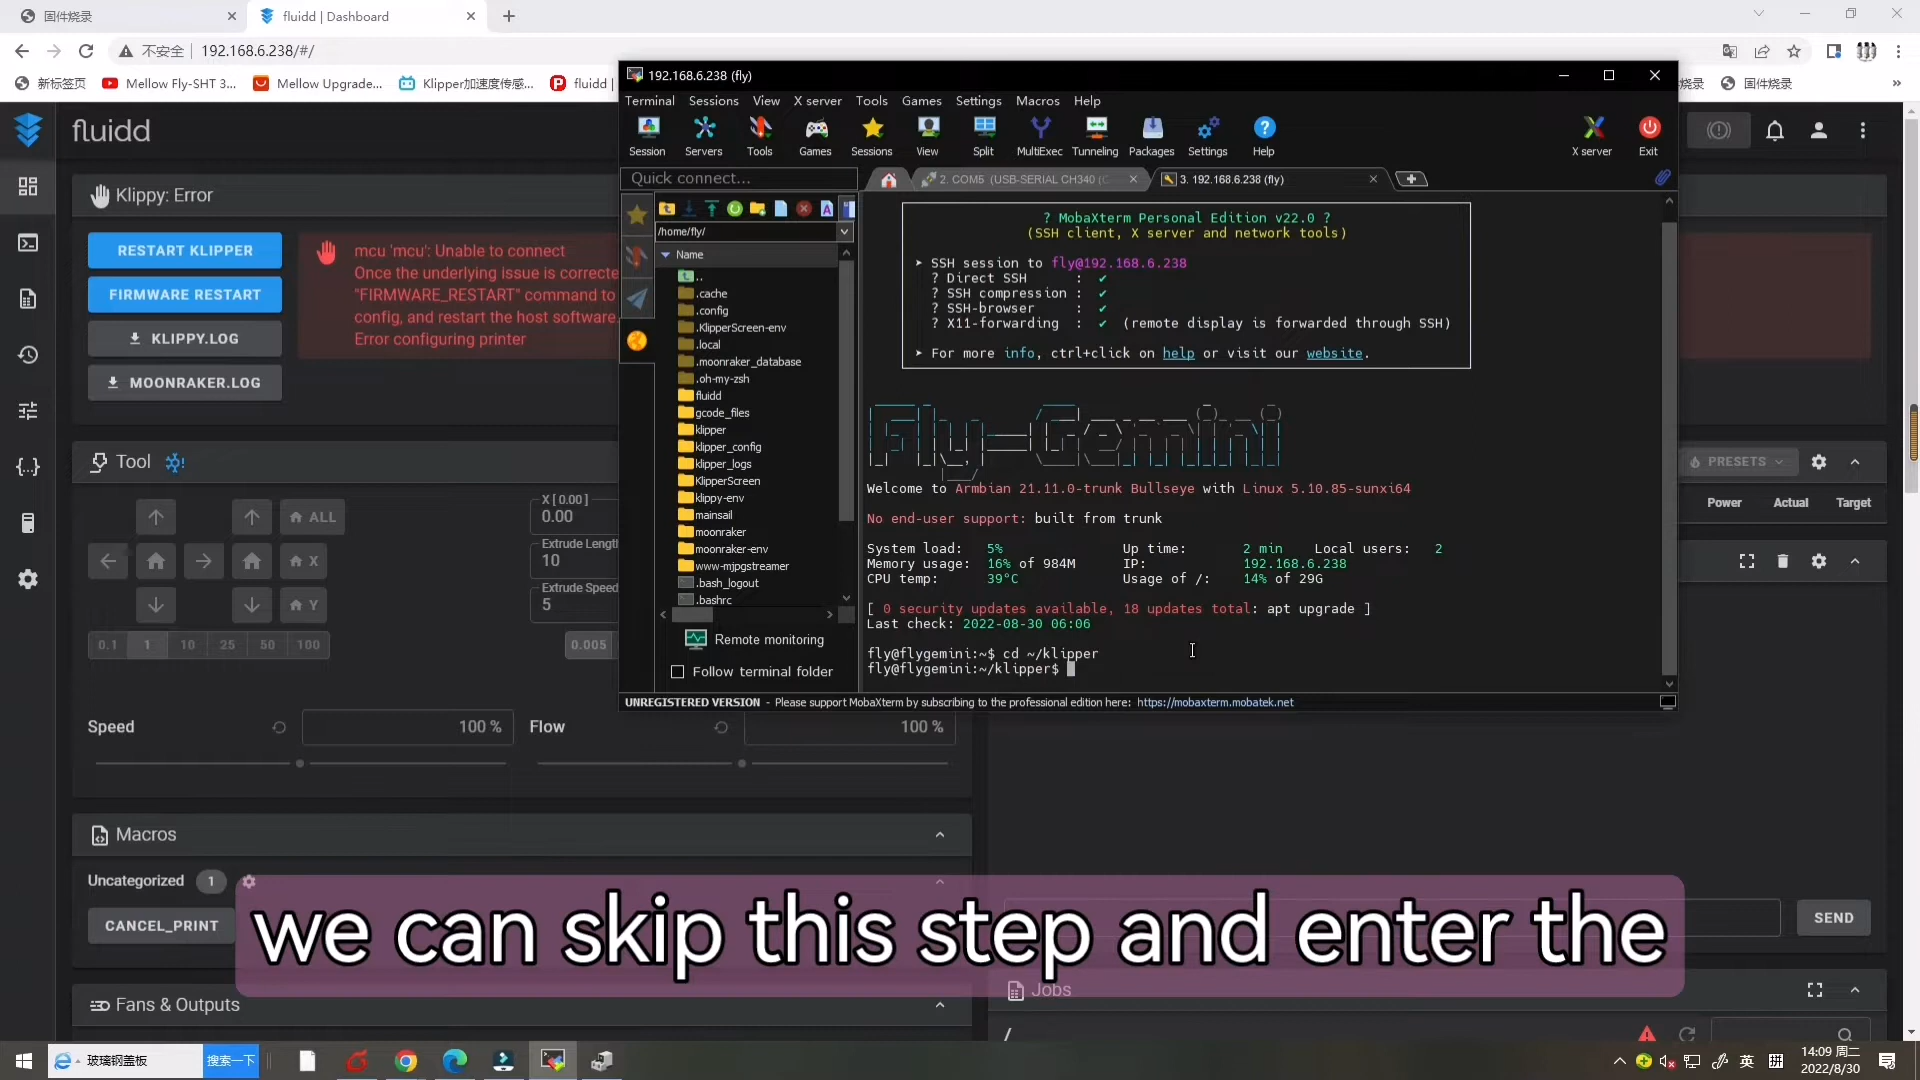 固件烧录
fluidd | Dashboard
不安全
192.168.6.238/#/
新标签页
Mellow Fly-SHT 3...
Mellow Upgrade...
Klipper加速度传感...
fluidd |
烧录
固件烧录
fluidd
Klippy: Error
RESTART KLIPPER
FIRMWARE RESTART
KLIPPY.LOG
MOONRAKER.LOG
mcu 'mcu': Unable to connect
Once the underlying issue is correcte
"FIRMWARE_RESTART" command to
config, and restart the host software.
Error configuring printer
Tool
ALL
X
Y
X [ 0.00 ]
0.00
Extrude Length
10
Extrude Speed
5
0.1 1 10 25 50 100
0.005
Speed
100 %
Flow
100 %
Macros
Uncategorized 1
CANCEL_PRINT
Fans & Outputs
192.168.6.238 (fly)
Terminal Sessions View X server Tools Games Settings Macros Help
Session Servers Tools Games Sessions View Split MultiExec Tunneling Packages Settings Help
X server Exit
Quick connect...
2. COM5 (USB-SERIAL CH340 (
3. 192.168.6.238 (fly)
/home/fly/
Name
..
.cache
.config
.KlipperScreen-env
.local
.moonraker_database
.oh-my-zsh
fluidd
gcode_files
klipper
klipper_config
klipper_logs
KlipperScreen
klippy-env
mainsail
moonraker
moonraker-env
www-mjpgstreamer
.bash_logout
.bashrc
Remote monitoring
Follow terminal folder
? MobaXterm Personal Edition v22.0 ?
(SSH client, X server and network tools)
➤ SSH session to fly@192.168.6.238
? Direct SSH : ✔
? SSH compression : ✔
? SSH-browser : ✔
? X11-forwarding : ✔ (remote display is forwarded through SSH)
➤ For more info, ctrl+click on help or visit our website.
Fly-Gemini
Welcome to Armbian 21.11.0-trunk Bullseye with Linux 5.10.85-sunxi64
No end-user support: built from trunk
System load: 5% Up time: 2 min Local users: 2
Memory usage: 16% of 984M IP: 192.168.6.238
CPU temp: 39°C Usage of /: 14% of 29G
[ 0 security updates available, 18 updates total: apt upgrade ]
Last check: 2022-08-30 06:06
fly@flygemini:~$ cd ~/klipper
fly@flygemini:~/klipper$
UNREGISTERED VERSION - Please support MobaXterm by subscribing to the professional edition here: https://mobaxterm.mobatek.net
PRESETS
Power Actual Target
SEND
Jobs
/
we can skip this step and enter the
玻璃钢盖板
搜索一下
英
14:09 周二
2022/8/30